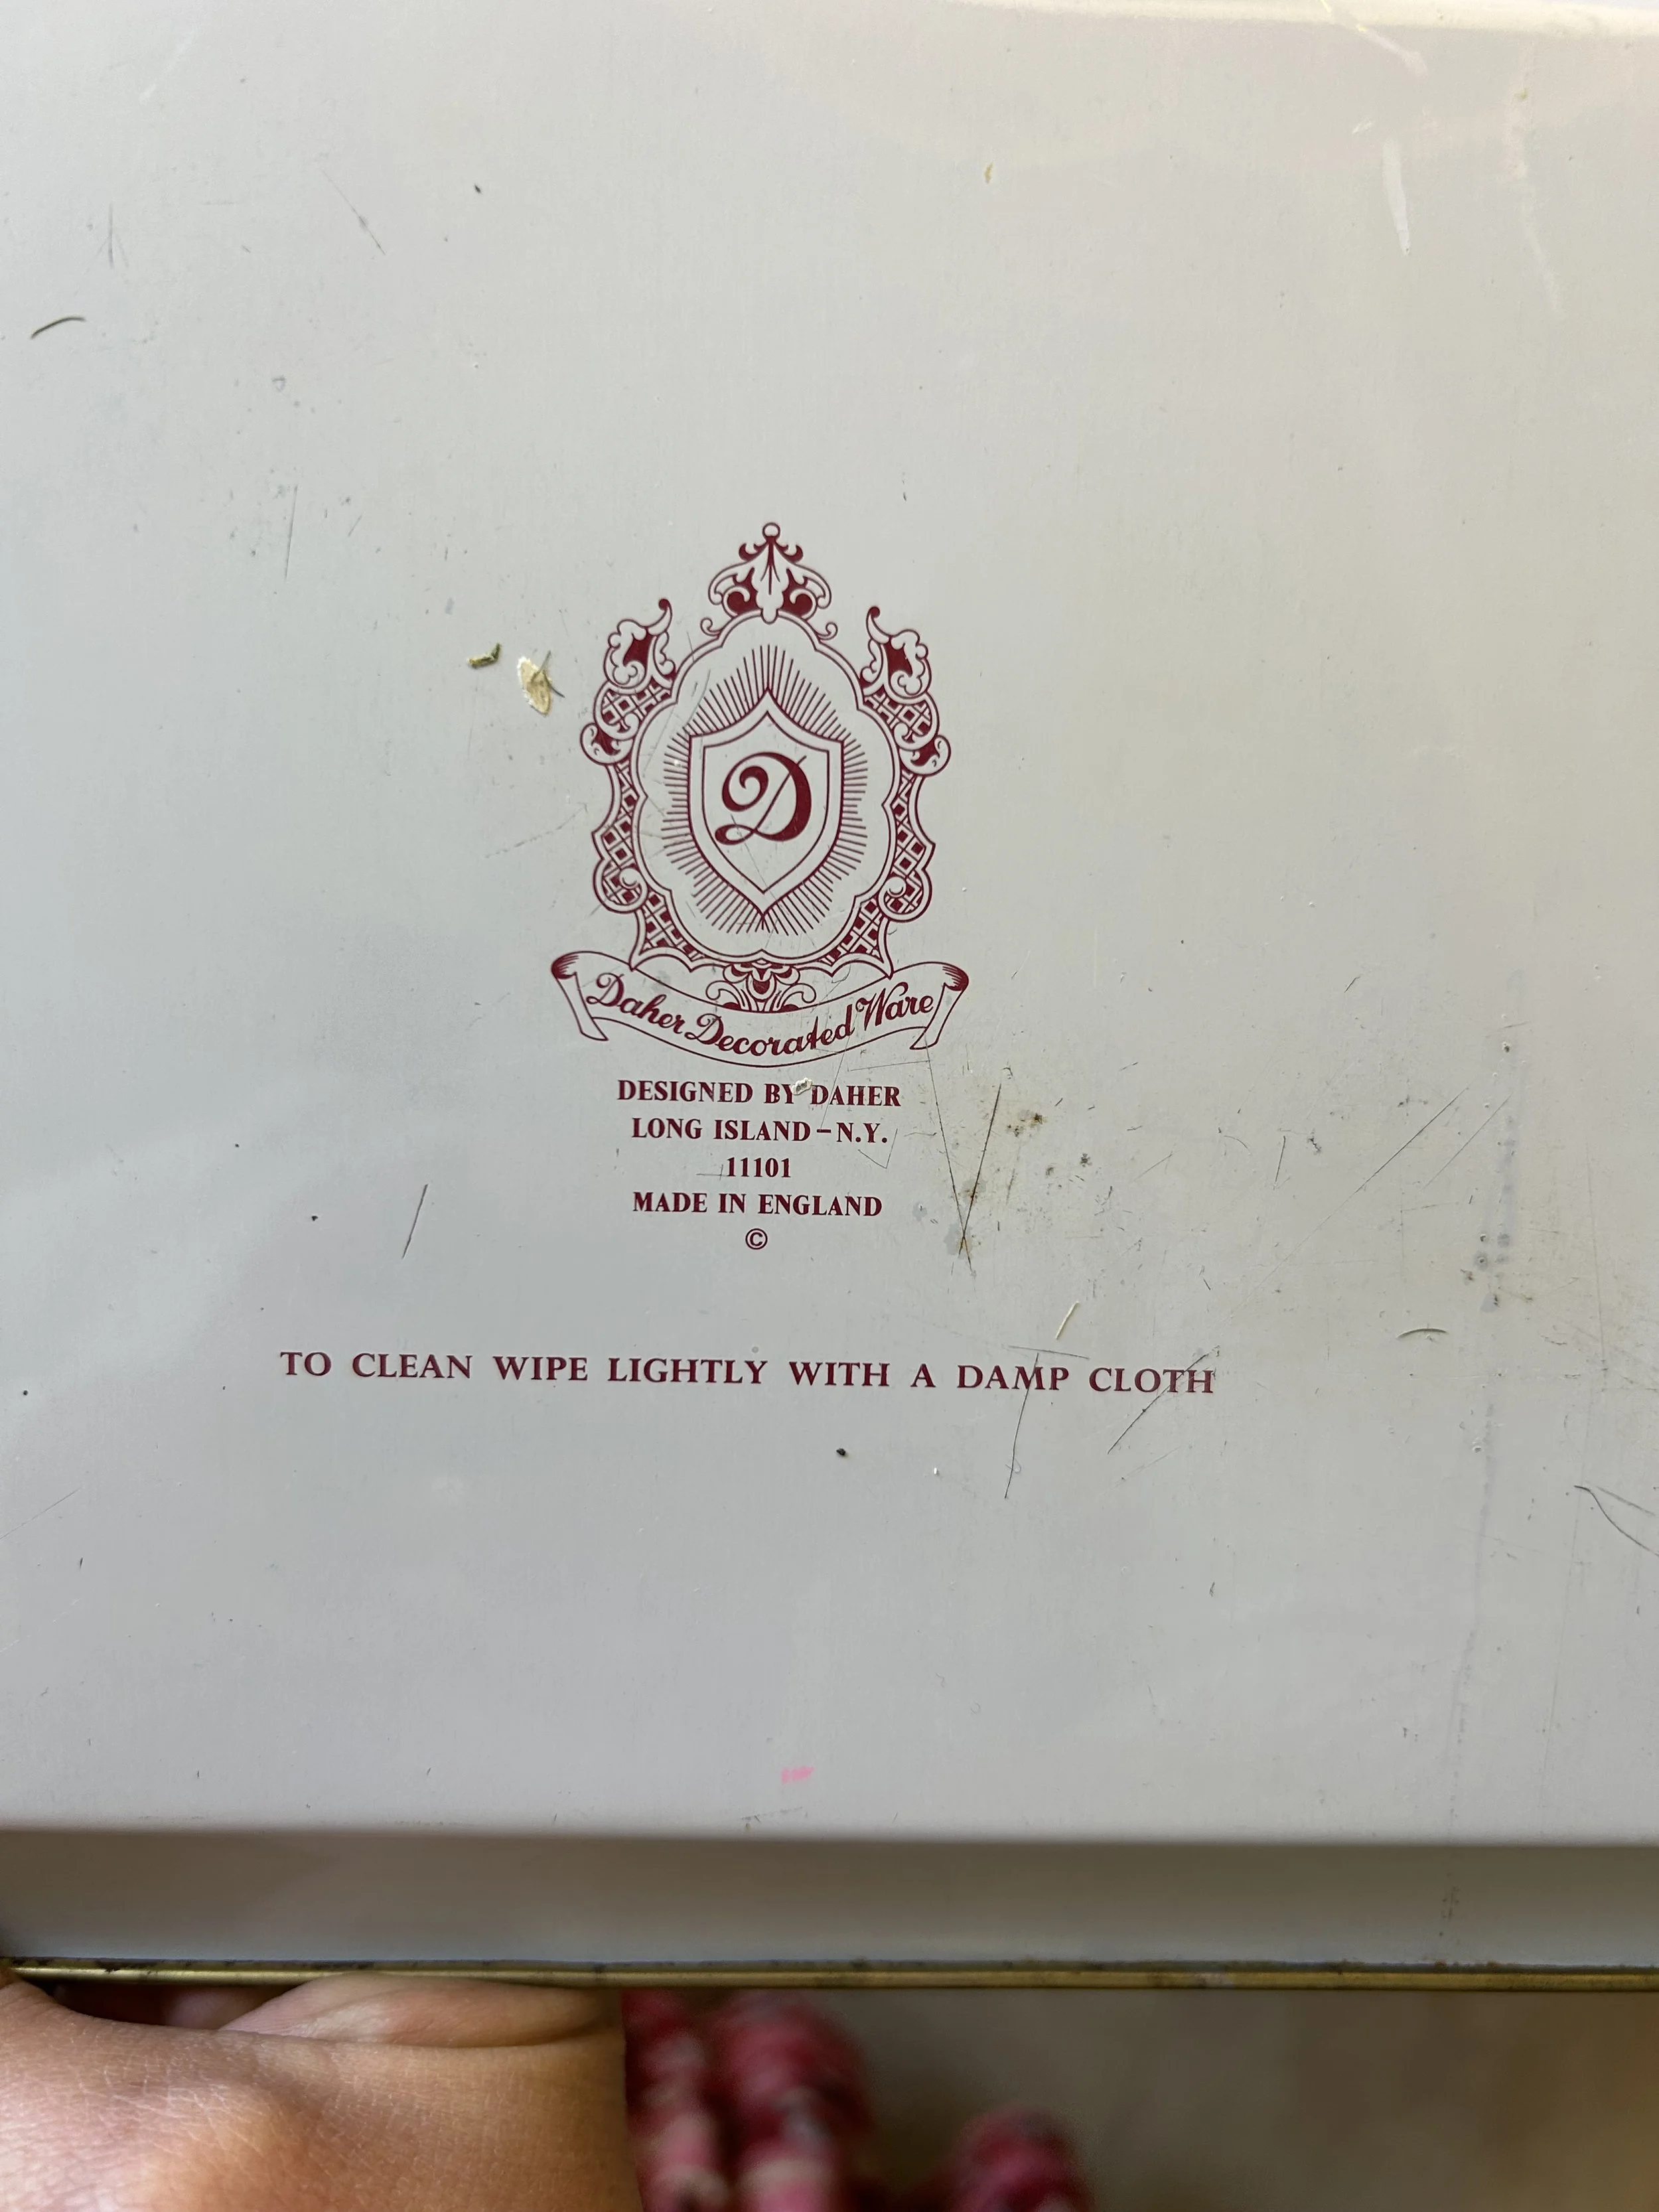 D
Daher Decorated Ware
DESIGNED BY DAHER
LONG ISLAND – N.Y.
11101
MADE IN ENGLAND
©
TO CLEAN WIPE LIGHTLY WITH A DAMP CLOTH